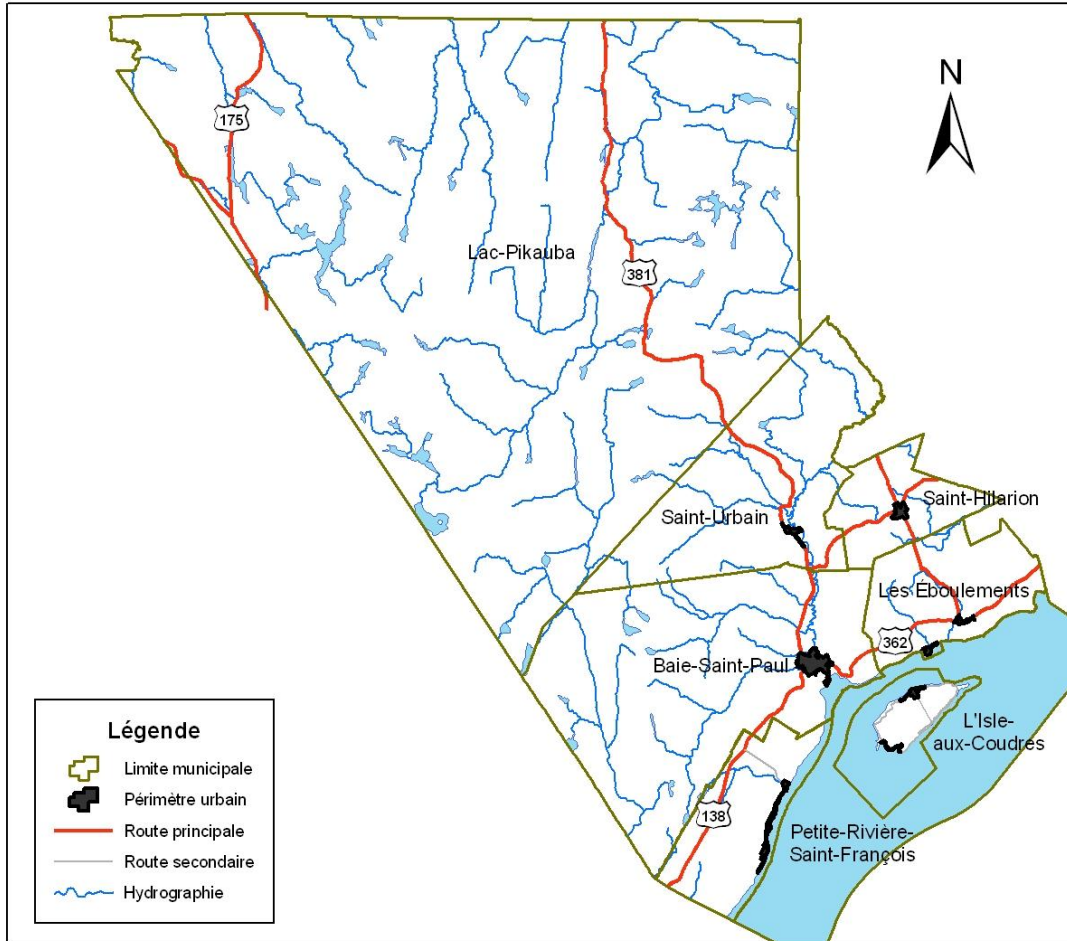 N
175
Lac-Pikauba
381
Saint-Urbain
Saint-Hilarion
Les Éboulements
362
Baie-Saint-Paul
L'Isle-
aux-Coudres
138
Petite-Rivière-
Saint-François
Légende
Limite municipale
Périmètre urbain
Route principale
Route secondaire
Hydrographie